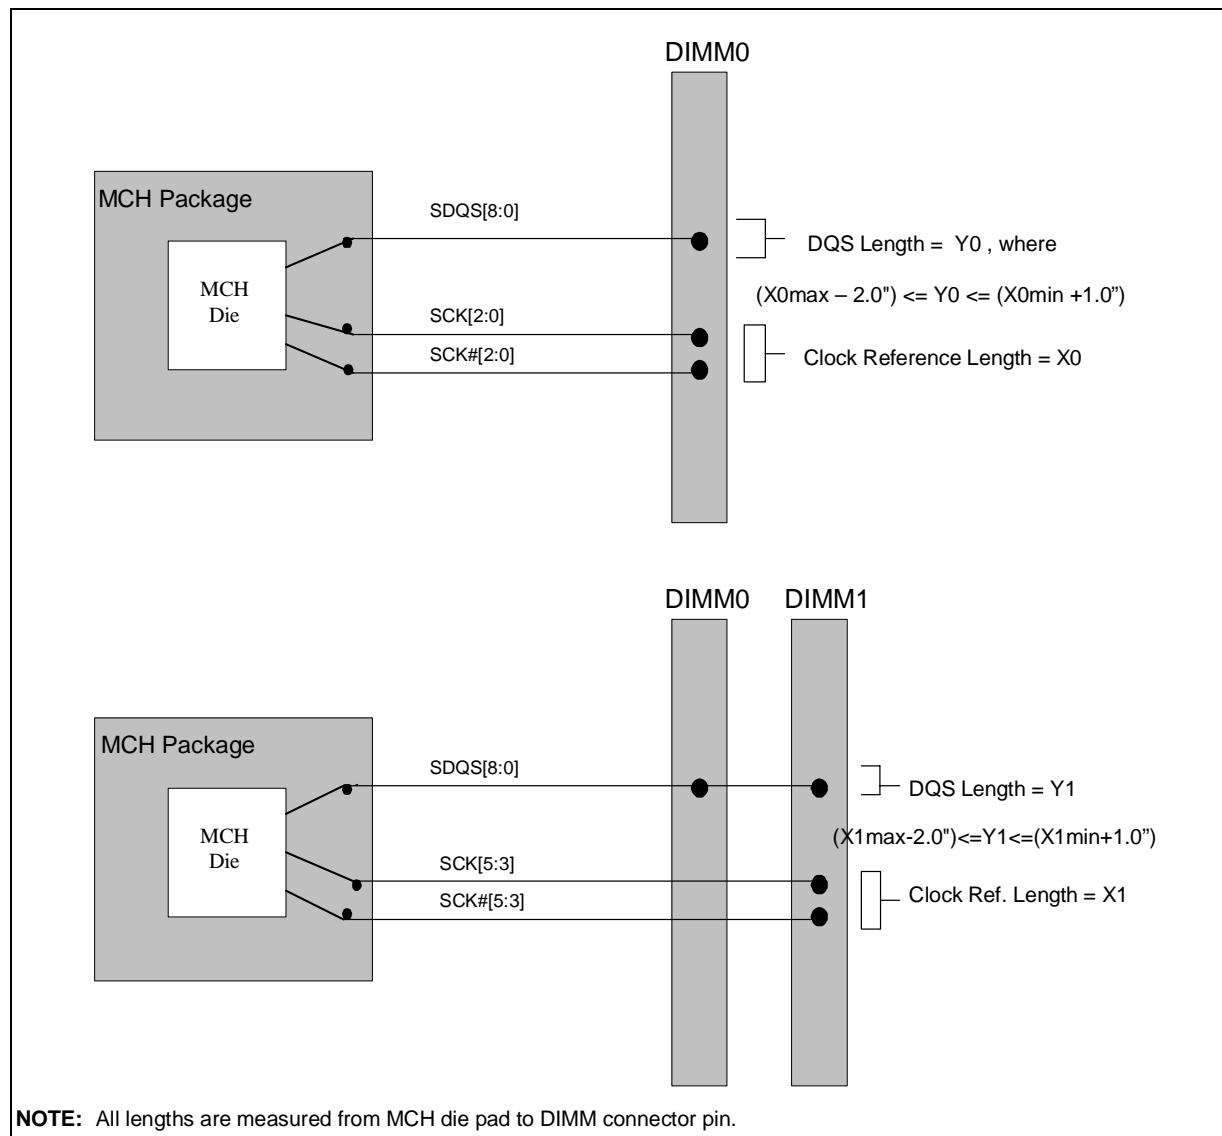 DIMM0
MCH Package
SDQS[8:0]
MCH
Die
DQS Length =  Y0 , where
(X0max – 2.0") <= Y0 <= (X0min +1.0”)
SCK[2:0]
SCK#[2:0]
Clock Reference Length = X0
DIMM0
DIMM1
MCH Package
SDQS[8:0]
MCH
Die
DQS Length = Y1
(X1max-2.0")<=Y1<=(X1min+1.0”)
SCK[5:3]
SCK#[5:3]
Clock Ref. Length = X1
NOTE: All lengths are measured from MCH die pad to DIMM connector pin.